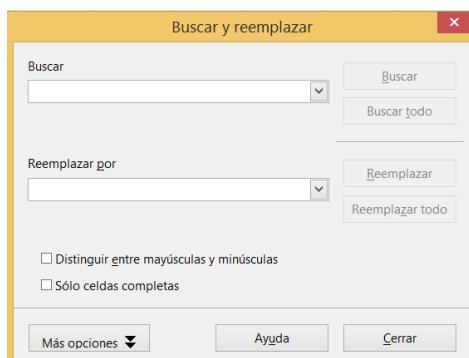 Buscar y reemplazar
Buscar
Buscar
Buscar todo
Reemplazar por
Reemplazar
Reemplazar todo
Distinguir entre mayúsculas y minúsculas
Sólo celdas completas
Más opciones
Ayuda
Cerrar